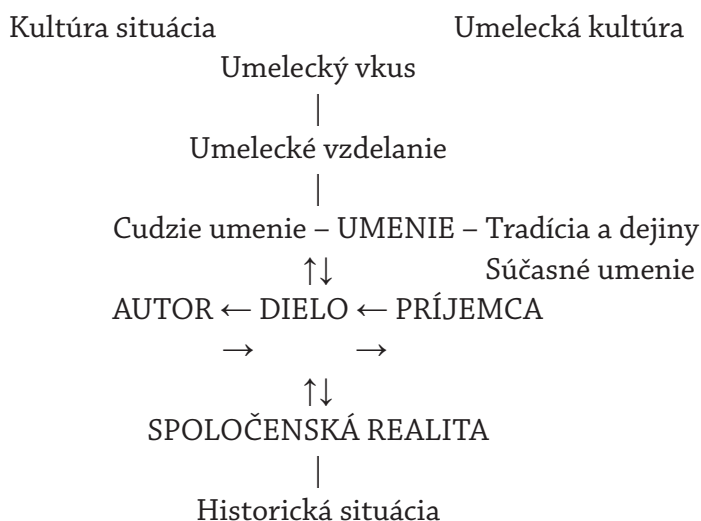 Kultúra situácia Umelecká kultúra
Umelecký vkus
|
Umelecké vzdelanie
|
Cudzie umenie – UMENIE – Tradícia a dejiny
↑↓ Súčasné umenie
AUTOR ← DIELO ← PRÍJEMCA
→ →
↑↓
SPOLOČENSKÁ REALITA
|
Historická situácia